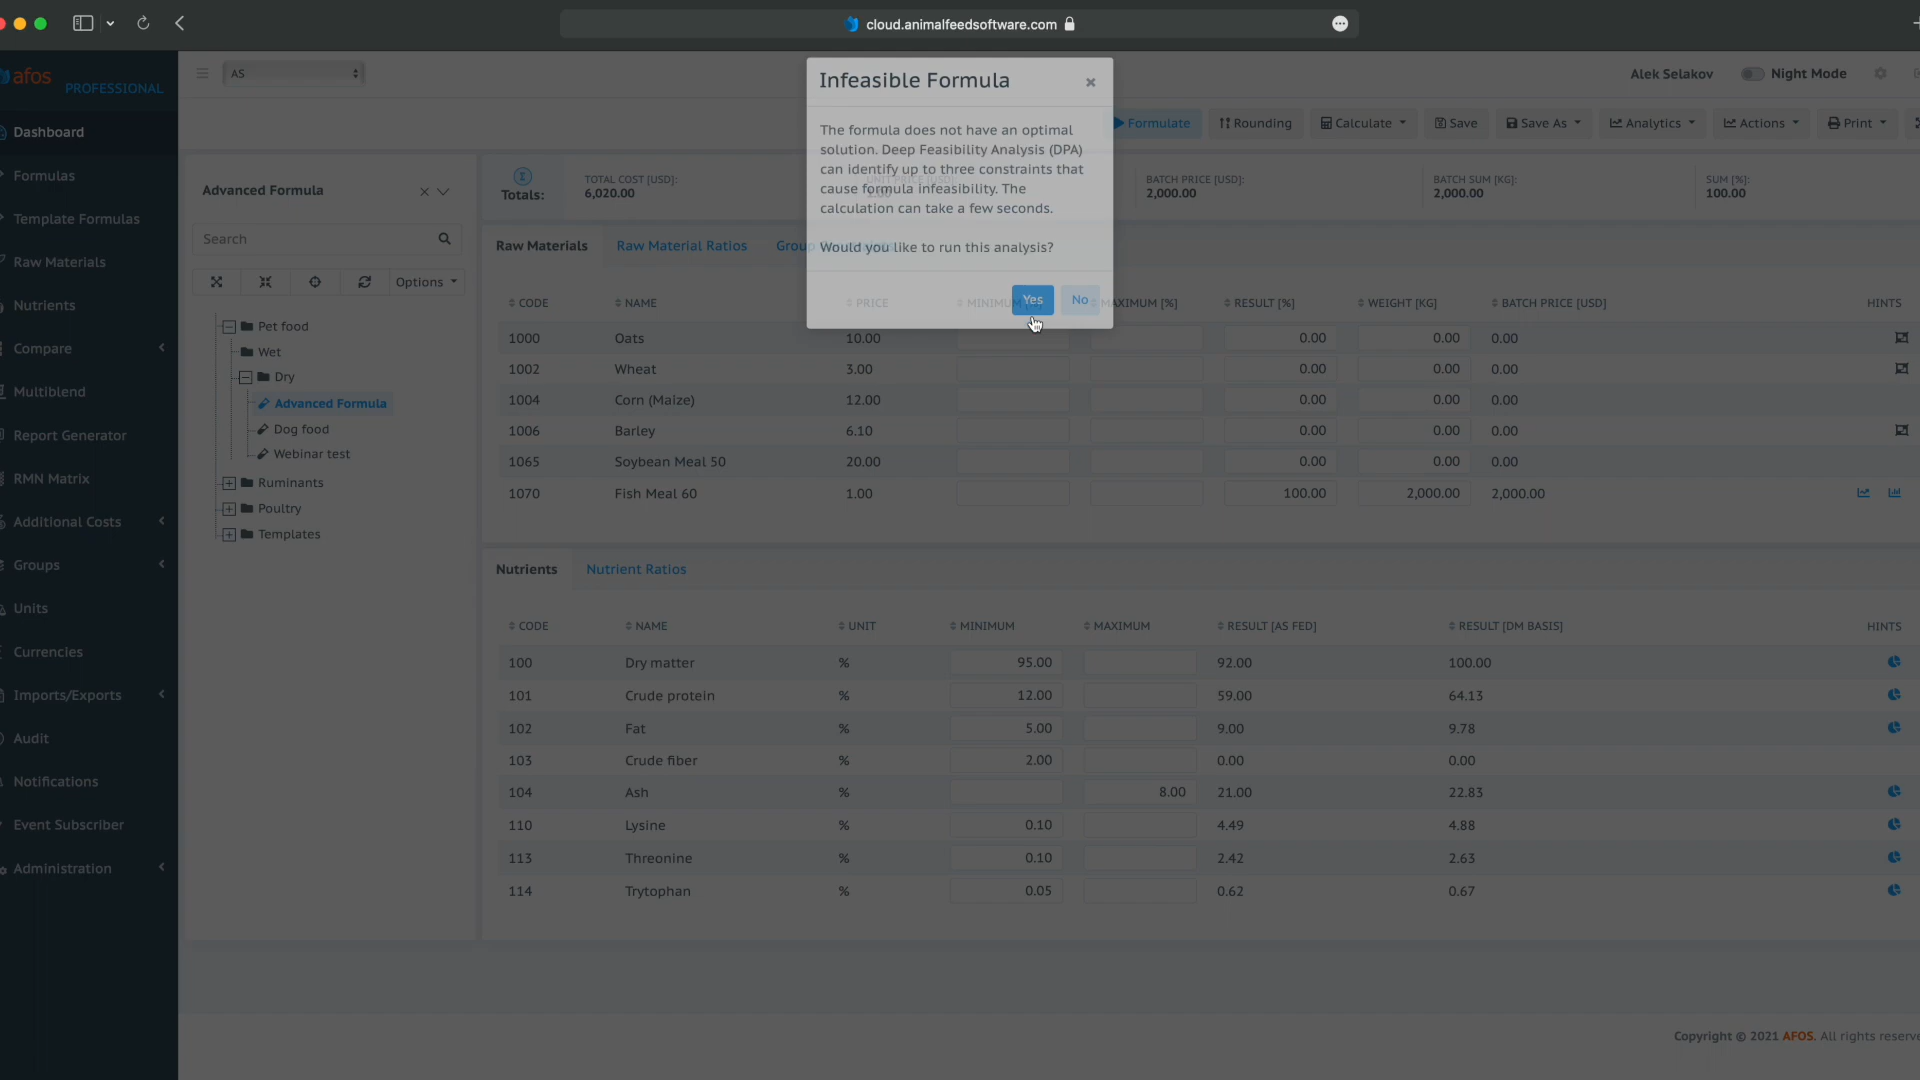 cloud.animalfeedsoftware.com
afos PROFESSIONAL
AS
Alek Selakov
Night Mode
Dashboard
Formulas
Template Formulas
Raw Materials
Nutrients
Compare
Multiblend
Report Generator
RMN Matrix
Additional Costs
Groups
Units
Currencies
Imports/Exports
Audit
Notifications
Event Subscriber
Administration
Formulate
Rounding
Calculate
Save
Save As
Analytics
Actions
Print
Infeasible Formula
The formula does not have an optimal
solution. Deep Feasibility Analysis (DPA)
can identify up to three constraints that
cause formula infeasibility. The
calculation can take a few seconds.
Would you like to run this analysis?
Yes
No
Advanced Formula
Search
Options
Pet food
Wet
Dry
Advanced Formula
Dog food
Webinar test
Ruminants
Poultry
Templates
Totals:
TOTAL COST [USD]:
6,020.00
UNIT PRICE [USD]:
BATCH PRICE [USD]:
2,000.00
BATCH SUM [KG]:
2,000.00
SUM [%]:
100.00
Raw Materials
Raw Material Ratios
Group
CODE NAME PRICE MINIMUM MAXIMUM [%] RESULT [%] WEIGHT [KG] BATCH PRICE [USD] HINTS
1000 Oats 10.00 0.00 0.00 0.00
1002 Wheat 3.00 0.00 0.00 0.00
1004 Corn (Maize) 12.00 0.00 0.00 0.00
1006 Barley 6.10 0.00 0.00 0.00
1065 Soybean Meal 50 20.00 0.00 0.00 0.00
1070 Fish Meal 60 1.00 100.00 2,000.00 2,000.00
Nutrients
Nutrient Ratios
CODE NAME UNIT MINIMUM MAXIMUM RESULT [AS FED] RESULT [DM BASIS] HINTS
100 Dry matter % 95.00 92.00 100.00
101 Crude protein % 12.00 59.00 64.13
102 Fat % 5.00 9.00 9.78
103 Crude fiber % 2.00 0.00 0.00
104 Ash % 8.00 21.00 22.83
110 Lysine % 0.10 4.49 4.88
113 Threonine % 0.10 2.42 2.63
114 Trytophan % 0.05 0.62 0.67
Copyright © 2021 AFOS. All rights reserve